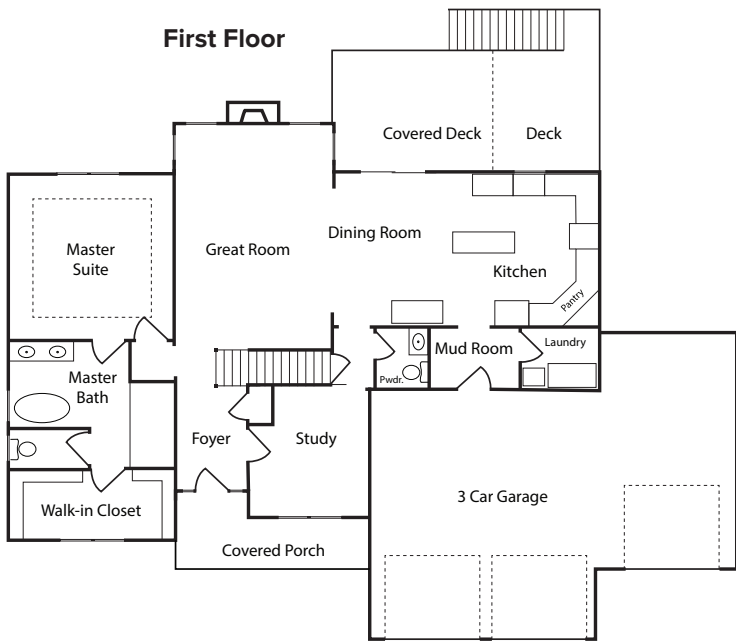 First Floor
Covered Deck
Deck
Master
Suite
Great Room
Dining Room
Kitchen
Pantry
Mud Room
Laundry
Pwdr.
Master
Bath
Foyer
Study
Walk-in Closet
3 Car Garage
Covered Porch